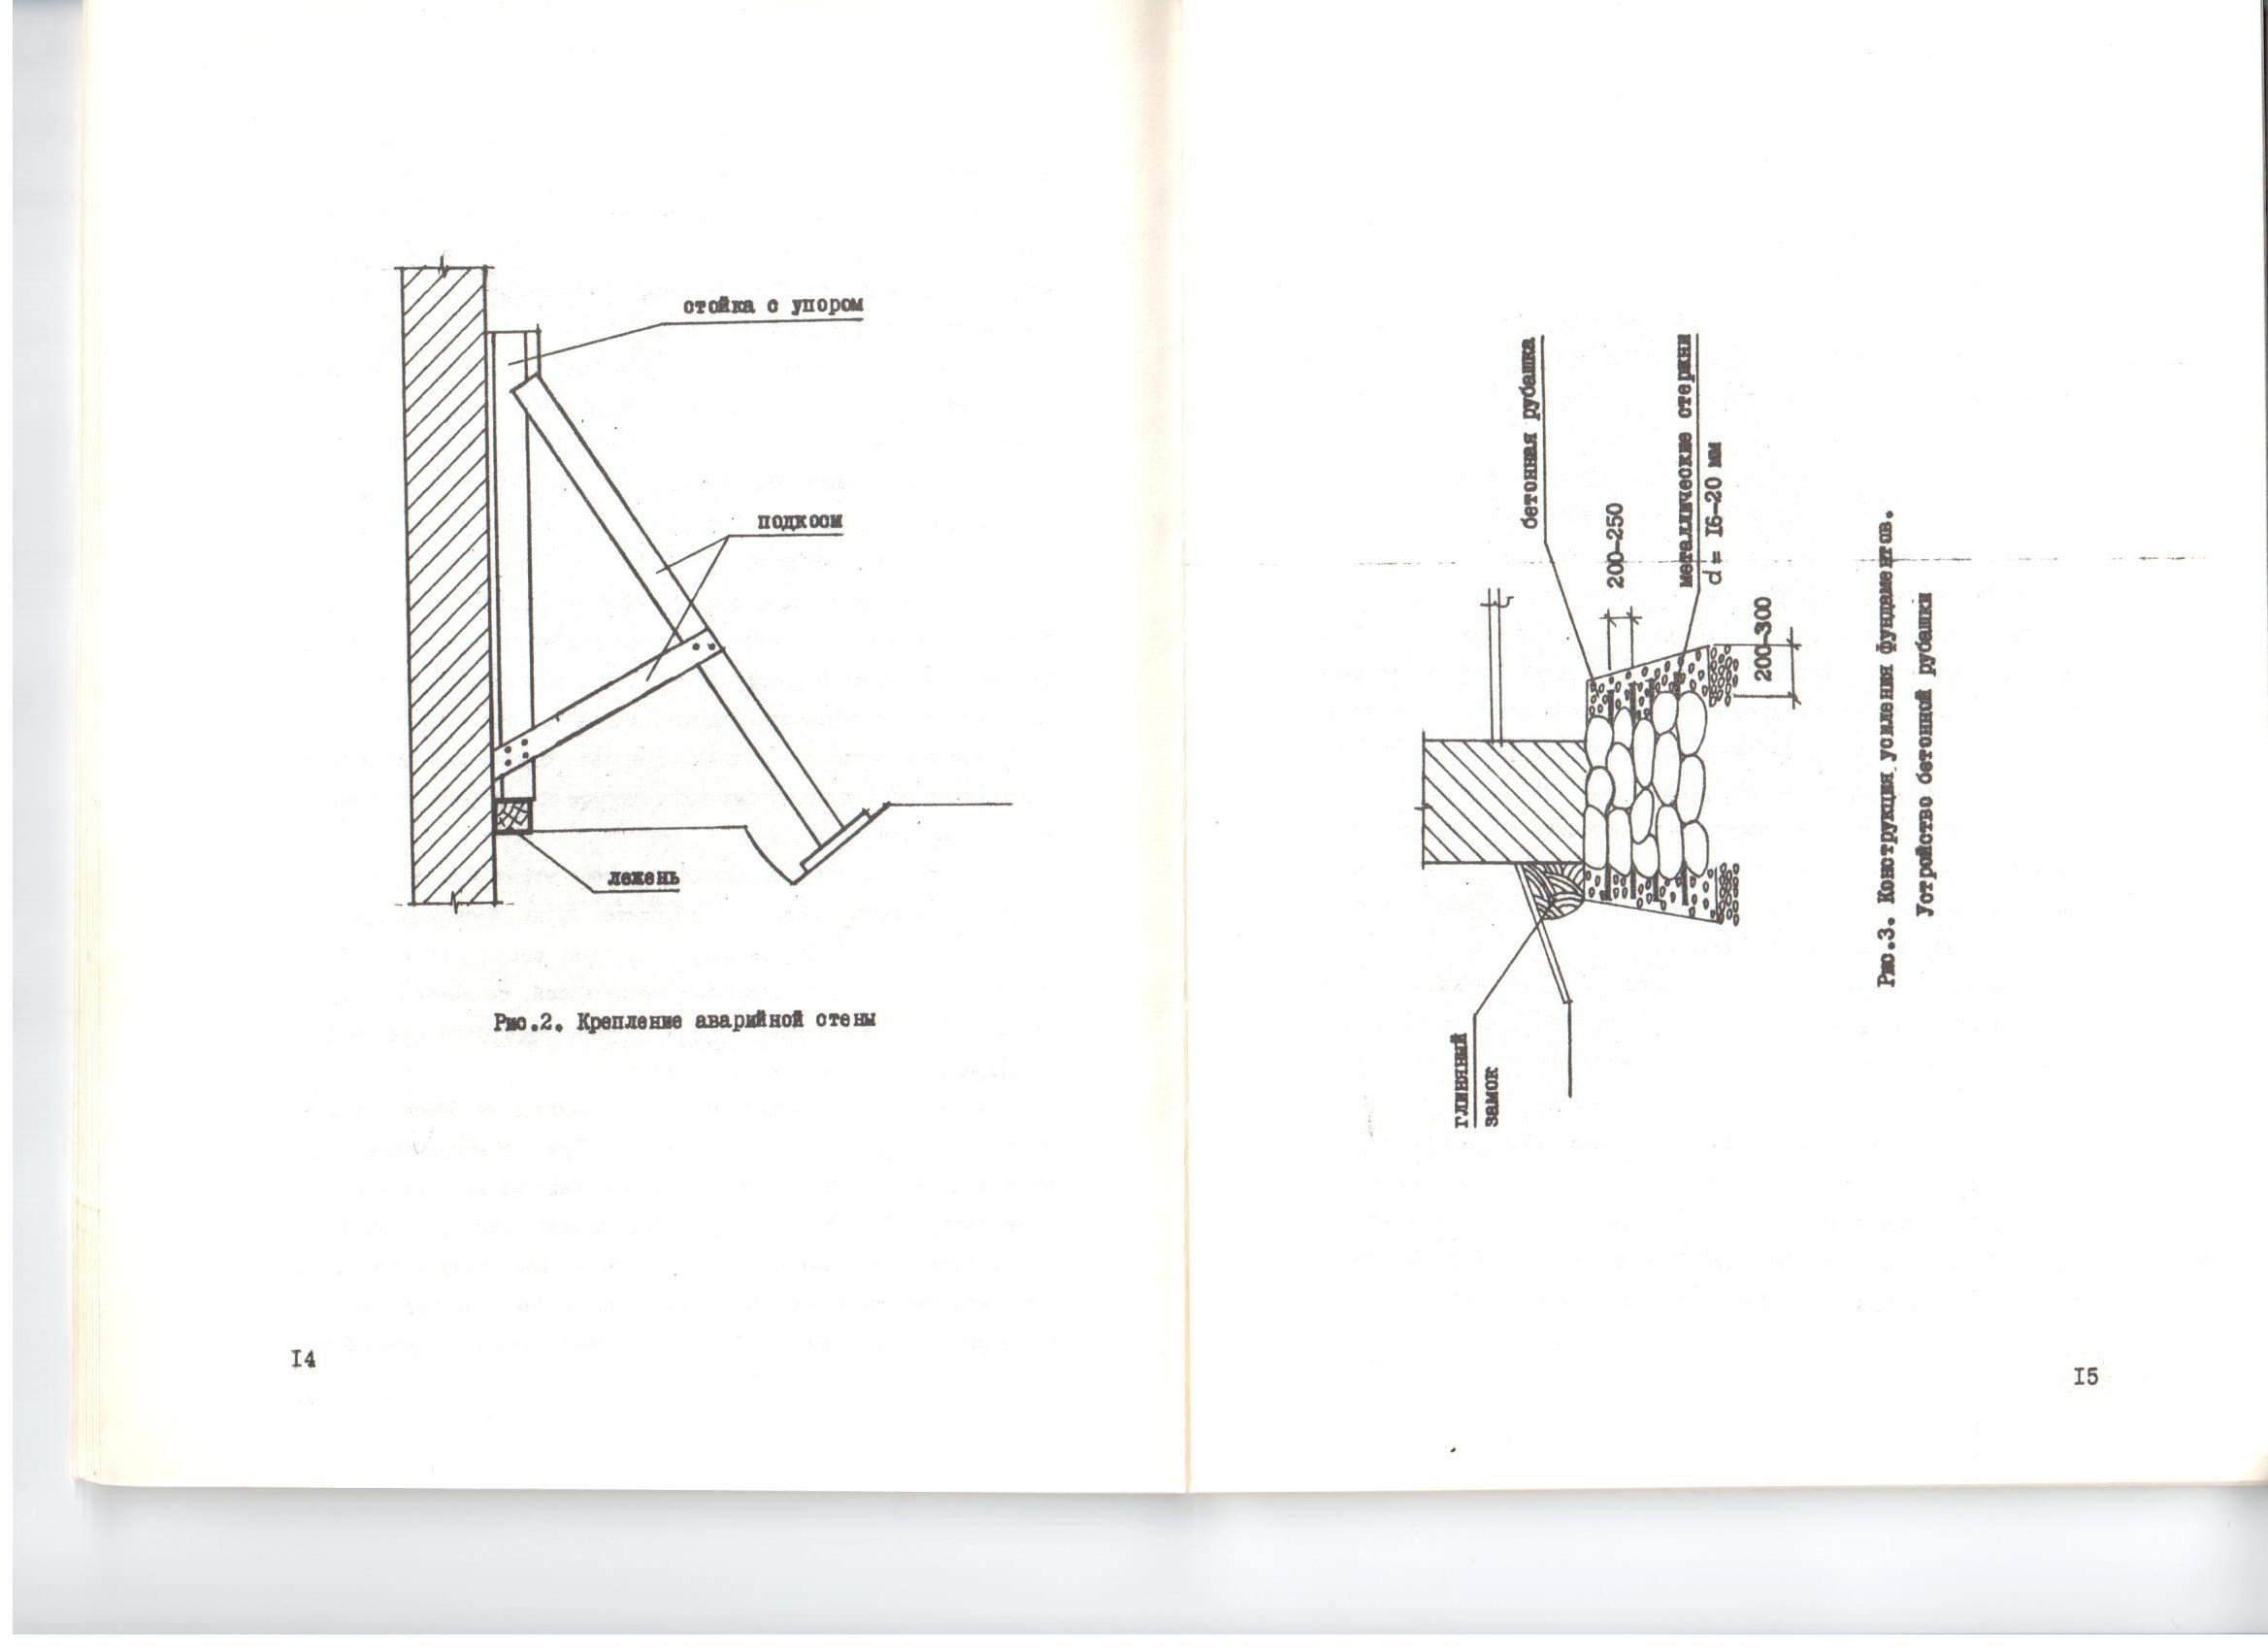 стойка с упором
подкосы
лежень
Рис.2. Крепление аварийной стены
I4
бетонная рубашка
200-250
металлические стержни
d = I6-20 мм
200-300
глиняный
замок
Рис.3. Конструкция усиления фундаментов.
Устройство бетонной рубашки
I5